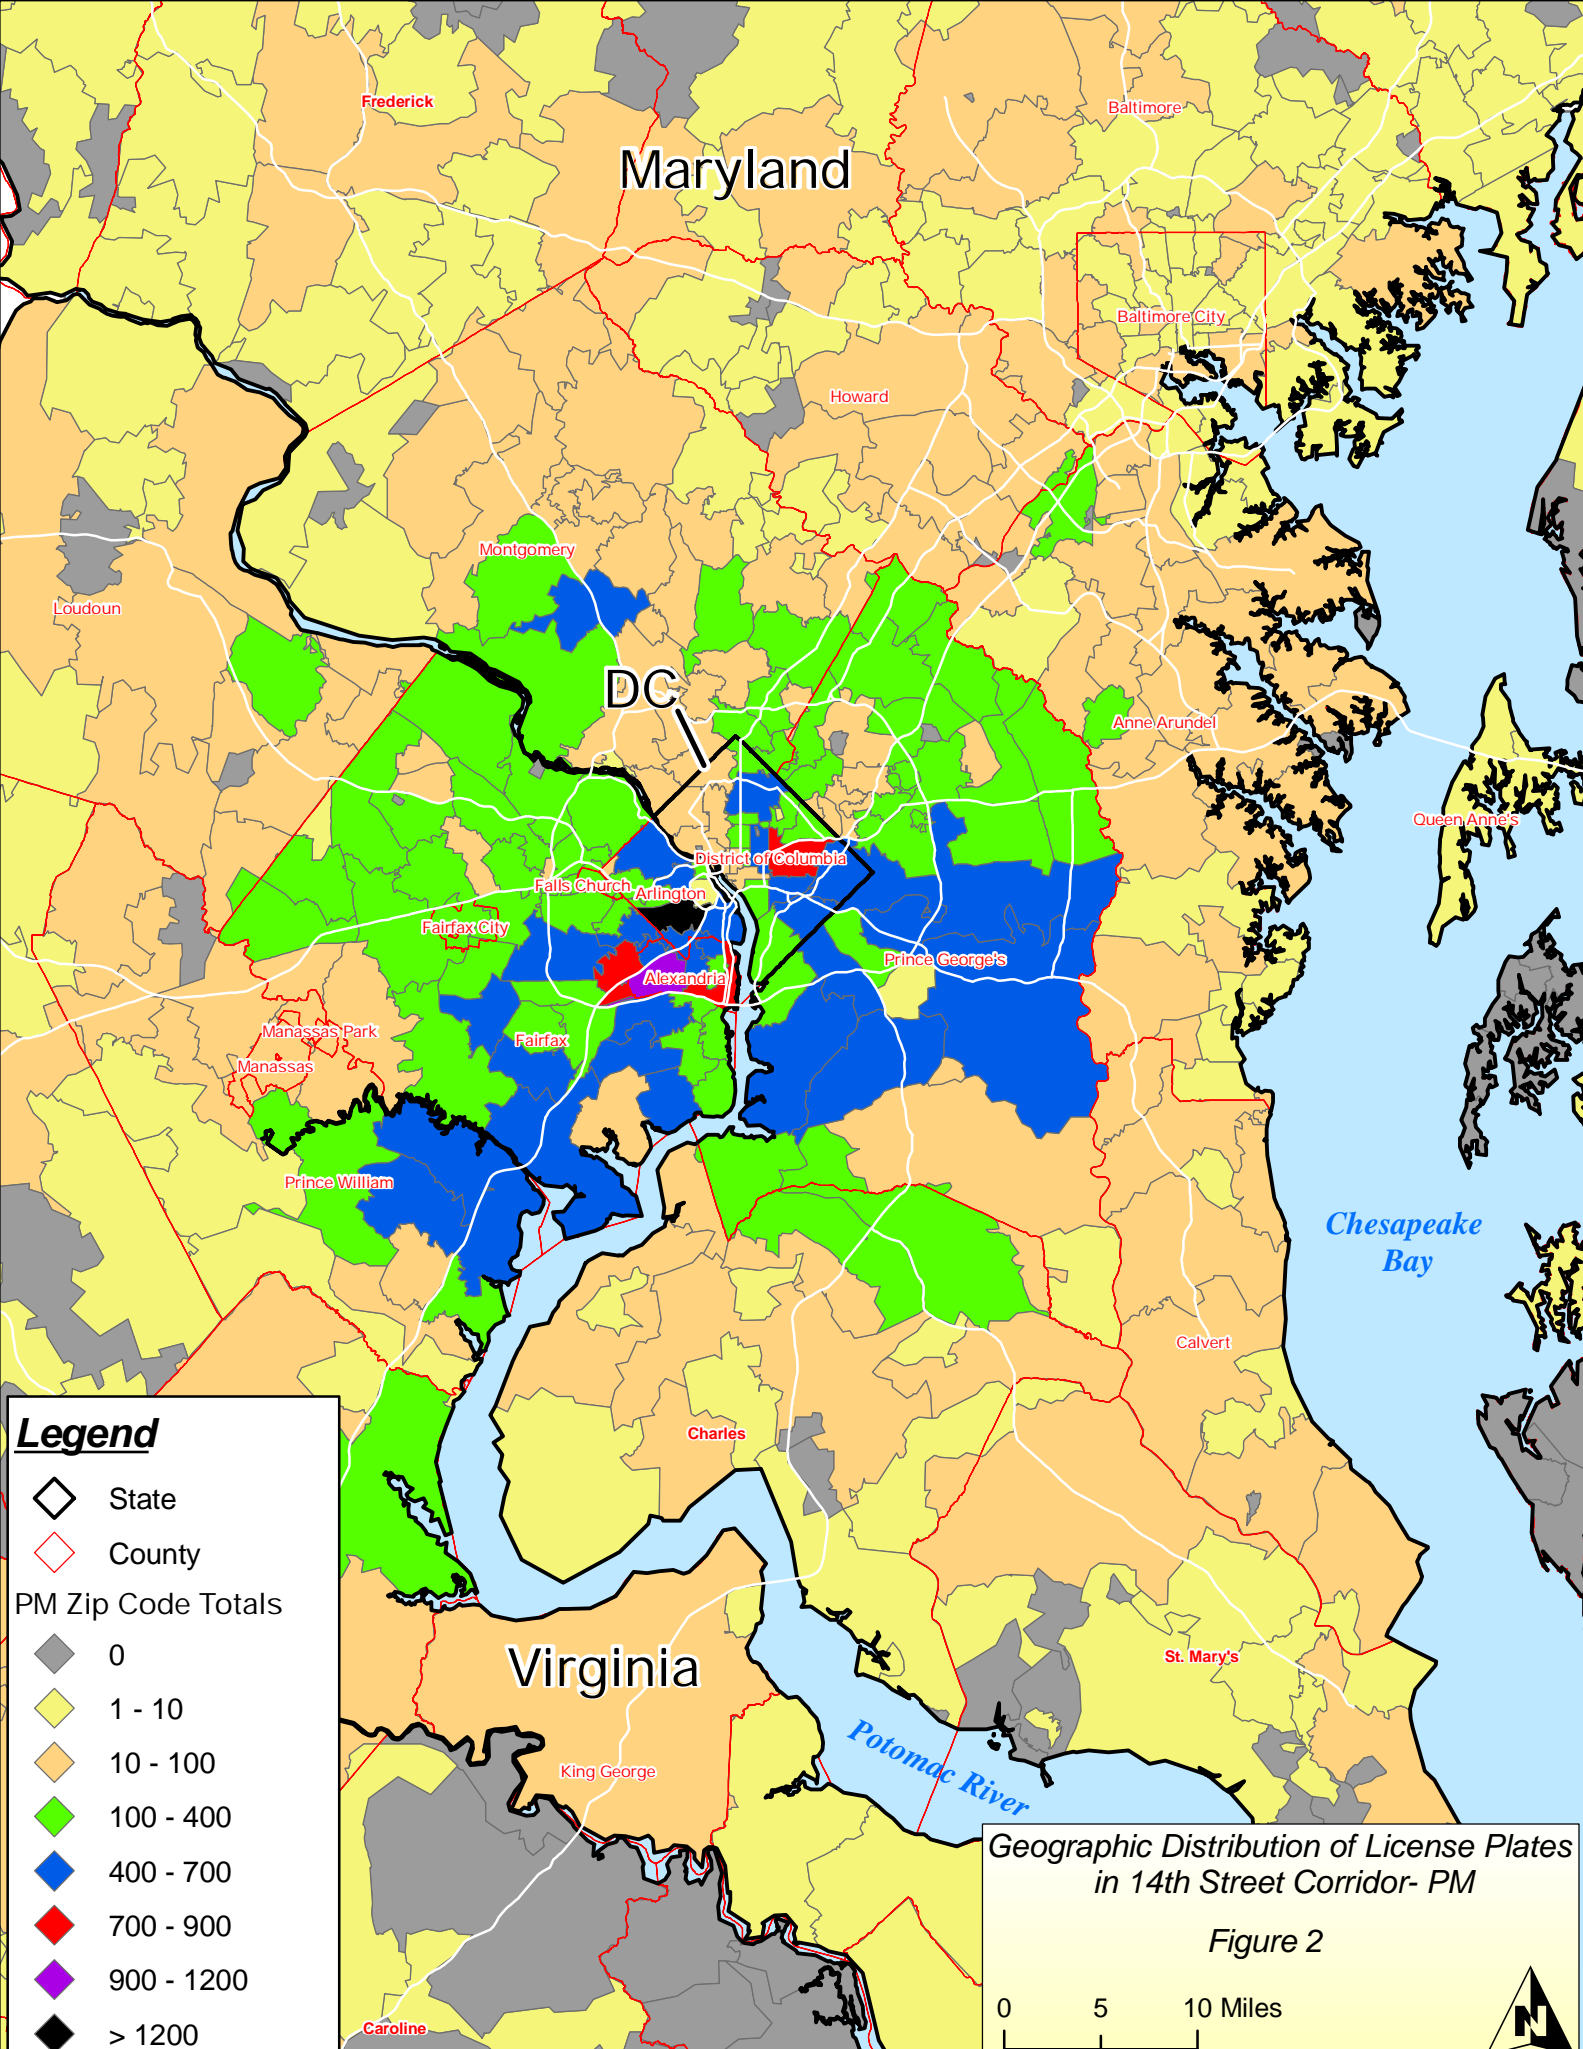 Frederick
Baltimore
Maryland
Baltimore City
Howard
Montgomery
Loudoun
DC
Anne Arundel
Queen Anne's
District of Columbia
Falls Church
Arlington
Fairfax City
Prince George's
Alexandria
Manassas Park
Fairfax
Manassas
Prince William
Chesapeake
Bay
Calvert
Charles
St. Mary's
Virginia
Potomac River
King George
Caroline
Legend
State
County
PM Zip Code Totals
0
1 - 10
10 - 100
100 - 400
400 - 700
700 - 900
900 - 1200
> 1200
Geographic Distribution of License Plates
in 14th Street Corridor- PM
Figure 2
0 5 10 Miles
N